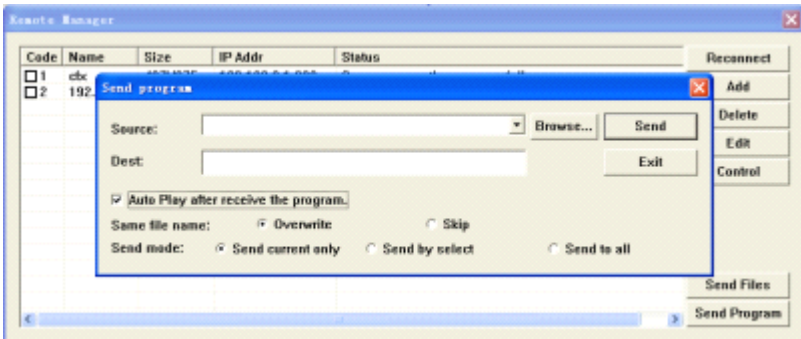 Remote Manager
Code Name Size IP Addr Status
Reconnect
1
2 192.
Add
Delete
Edit
Control
Send program
Source: Browse... Send
Dest: Exit
Auto Play after receive the program.
Same file name: Overwrite Skip
Send mode: Send current only Send by select Send to all
Send Files
Send Program